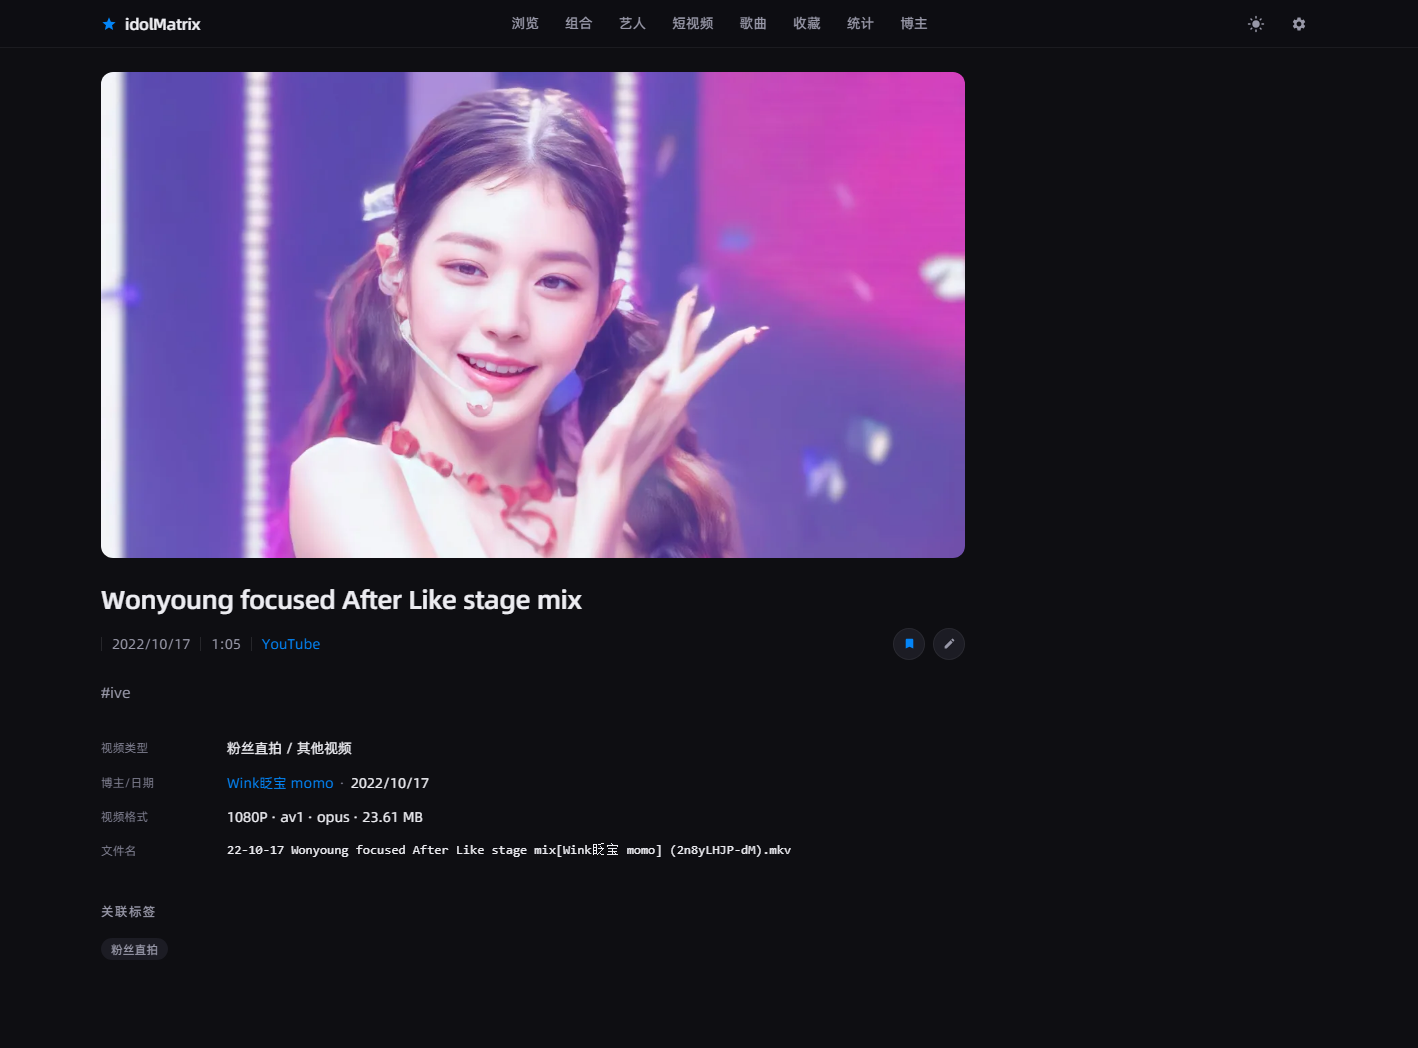 idolMatrix
浏览 组合 艺人 短视频 歌曲 收藏 统计 博主
Wonyoung focused After Like stage mix
2022/10/17 1:05 YouTube
#ive
视频类型 粉丝直拍 / 其他视频
博主/日期 Wink眨宝 momo · 2022/10/17
视频格式 1080P · av1 · opus · 23.61 MB
文件名 22-10-17 Wonyoung focused After Like stage mix[Wink眨宝 momo] (2n8yLHJP-dM).mkv
关联标签
粉丝直拍